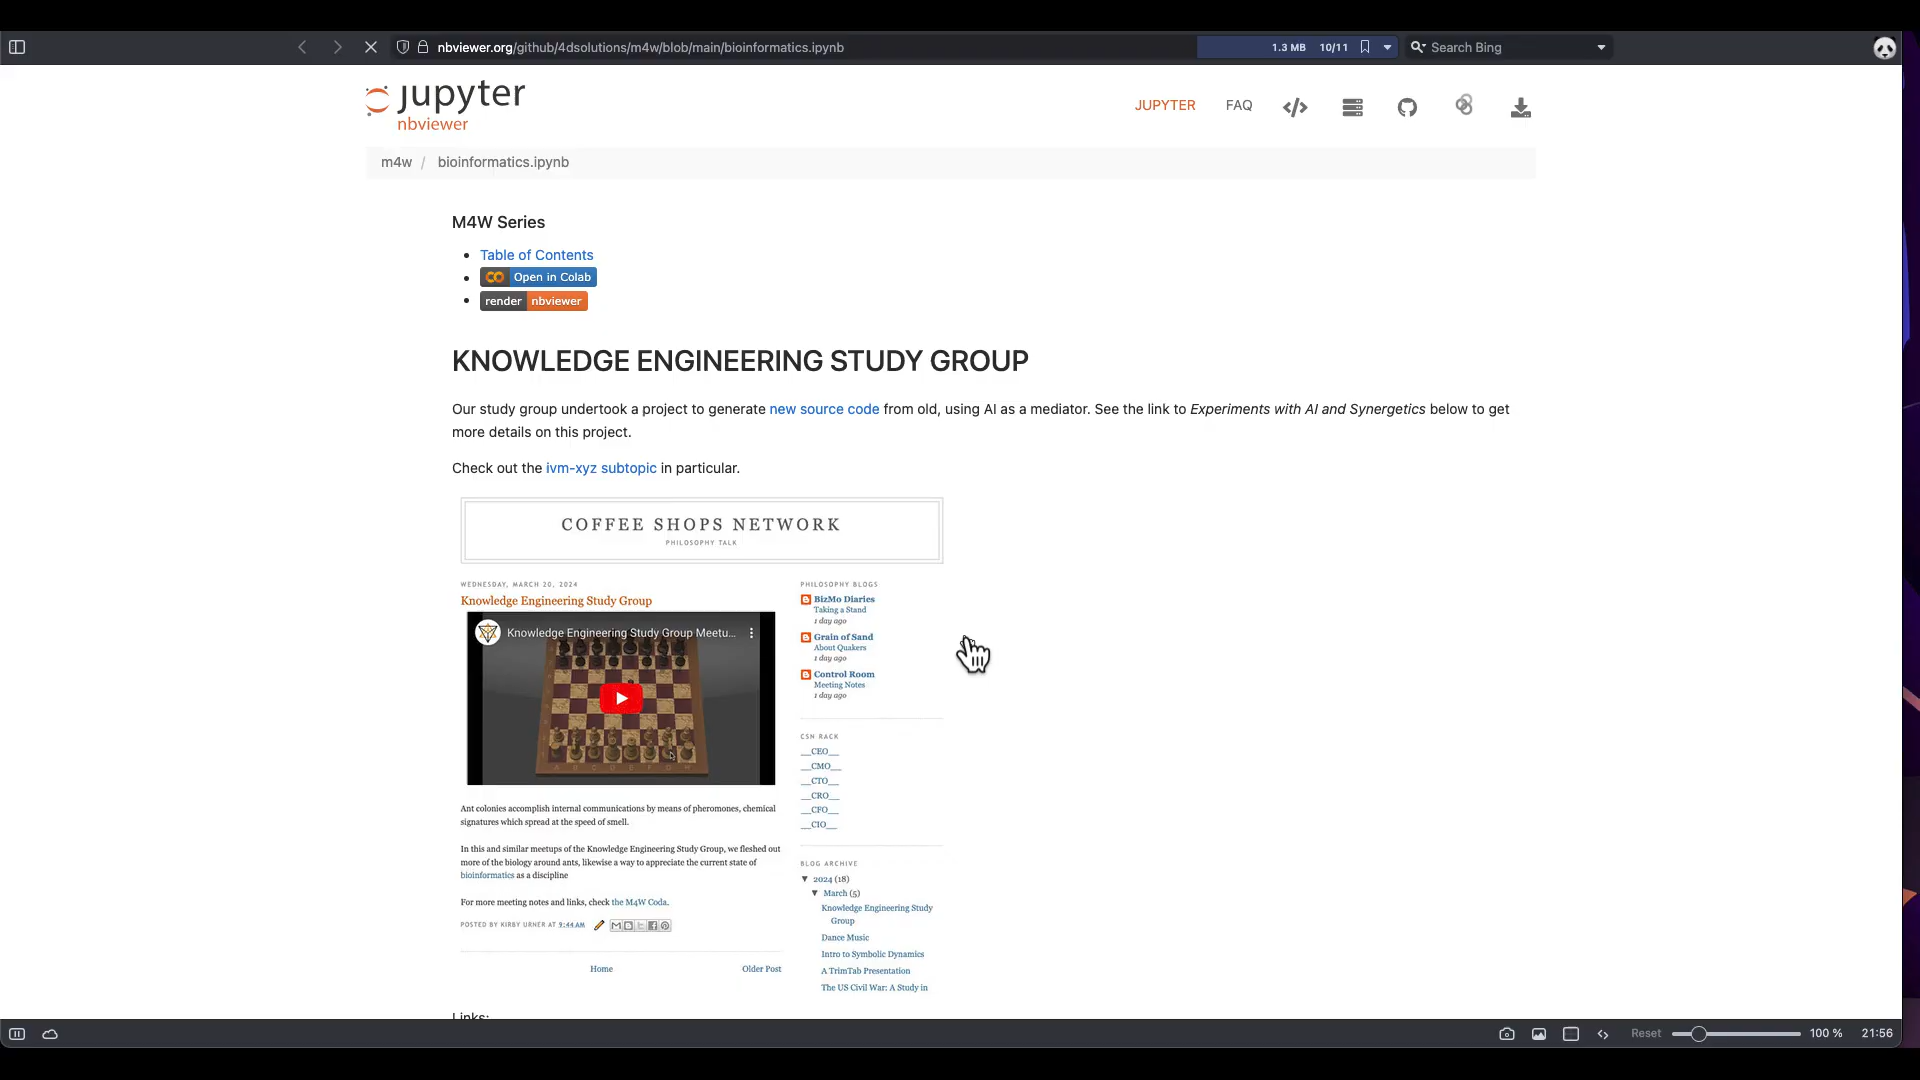 nbviewer.org/github/4dsolutions/m4w/blob/main/bioinformatics.ipynb
1.3 MB 10/11
Search Bing
jupyter
nbviewer
JUPYTER FAQ
m4w / bioinformatics.ipynb
M4W Series
Table of Contents
Open in Colab
render nbviewer
KNOWLEDGE ENGINEERING STUDY GROUP
Our study group undertook a project to generate new source code from old, using AI as a mediator. See the link to Experiments with AI and Synergetics below to get
more details on this project.
Check out the ivm-xyz subtopic in particular.
COFFEE SHOPS NETWORK
PHILOSOPHY TALK
WEDNESDAY, MARCH 20, 2024
Knowledge Engineering Study Group
Knowledge Engineering Study Group Meetu...
Ant colonies accomplish internal communications by means of pheromones, chemical
signatures which spread at the speed of smell.
In this and similar meetups of the Knowledge Engineering Study Group, we fleshed out
more of the biology around ants, likewise a way to appreciate the current state of
bioinformatics as a discipline
For more meeting notes and links, check the M4W Coda.
POSTED BY KIRBY URNER AT 9:44 AM
Home Older Post
PHILOSOPHY BLOGS
BizMo Diaries
Taking a Stand
1 day ago
Grain of Sand
About Quakers
1 day ago
Control Room
Meeting Notes
1 day ago
CSN RACK
__CEO__
__CMO__
__CTO__
__CRO__
__CFO__
__CIO__
BLOG ARCHIVE
▼ 2024 (18)
▼ March (5)
Knowledge Engineering Study
Group
Dance Music
Intro to Symbolic Dynamics
A TrimTab Presentation
The US Civil War: A Study in
Links:
Reset 100 % 21:56